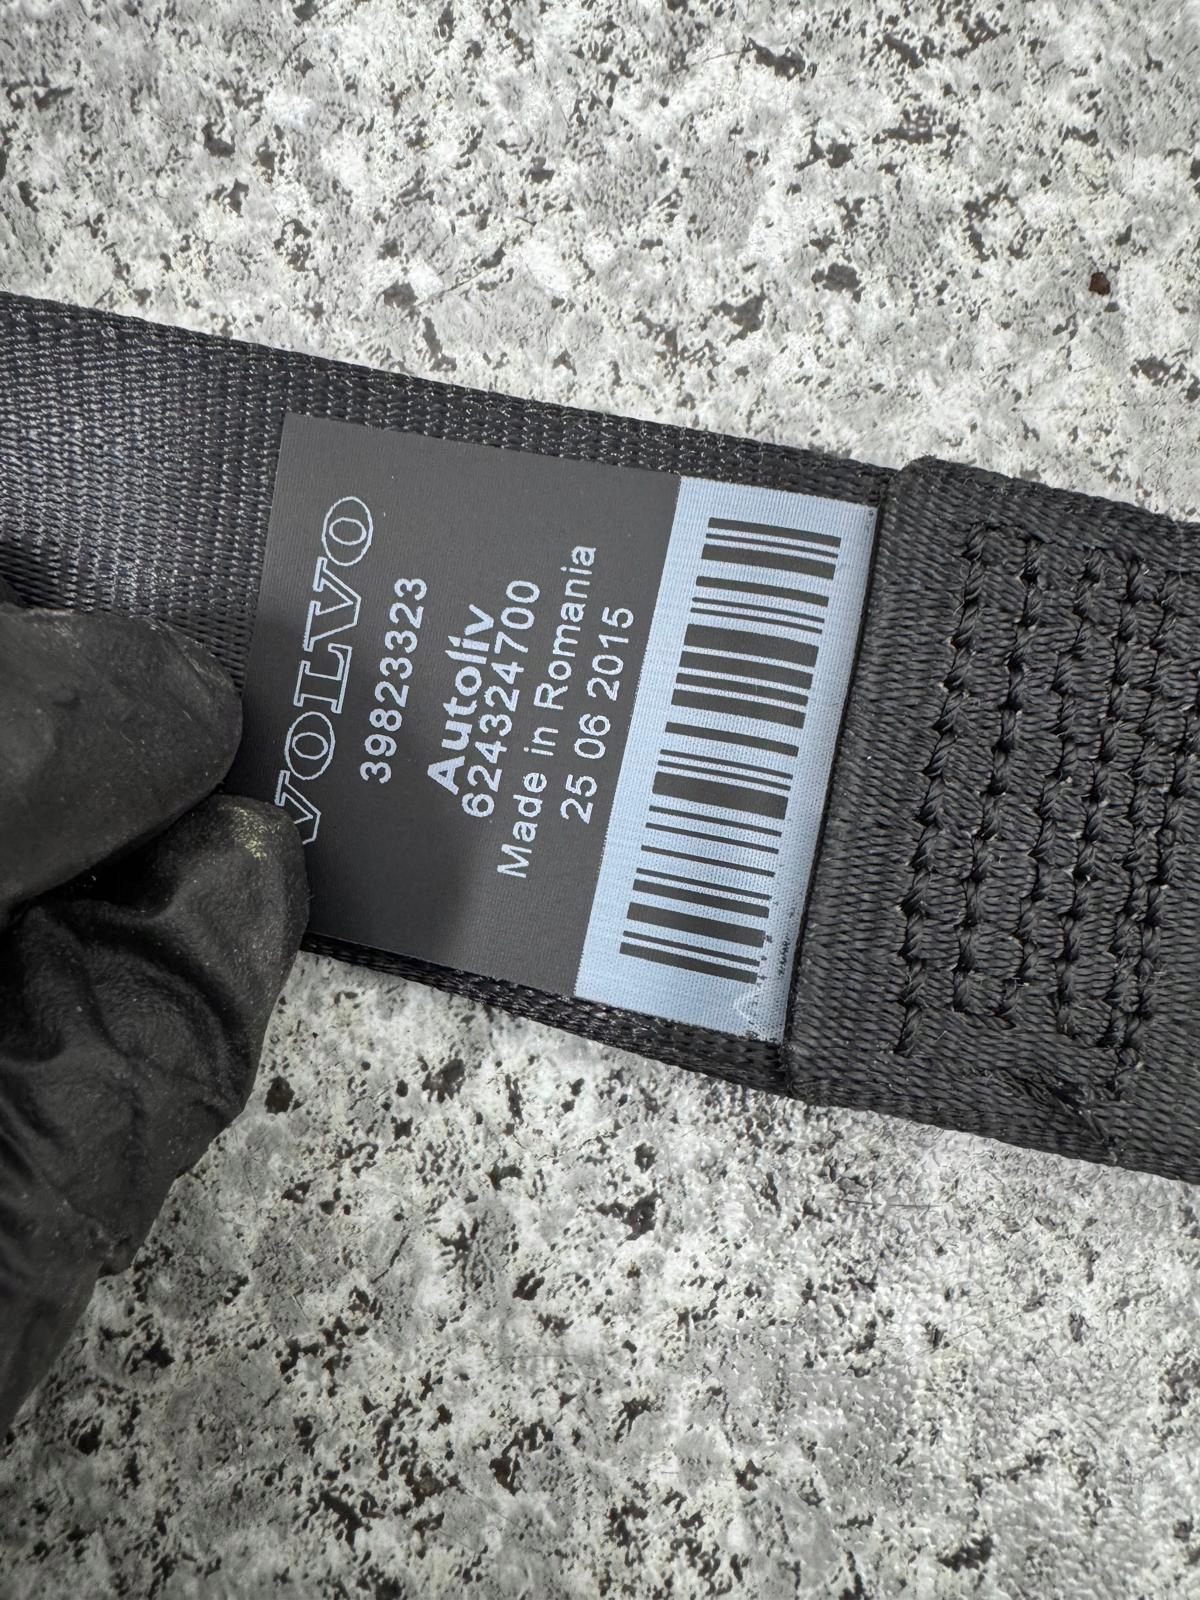 VOLVO
39823323
Autoliv
624324700
Made in Romania
25 06 2015